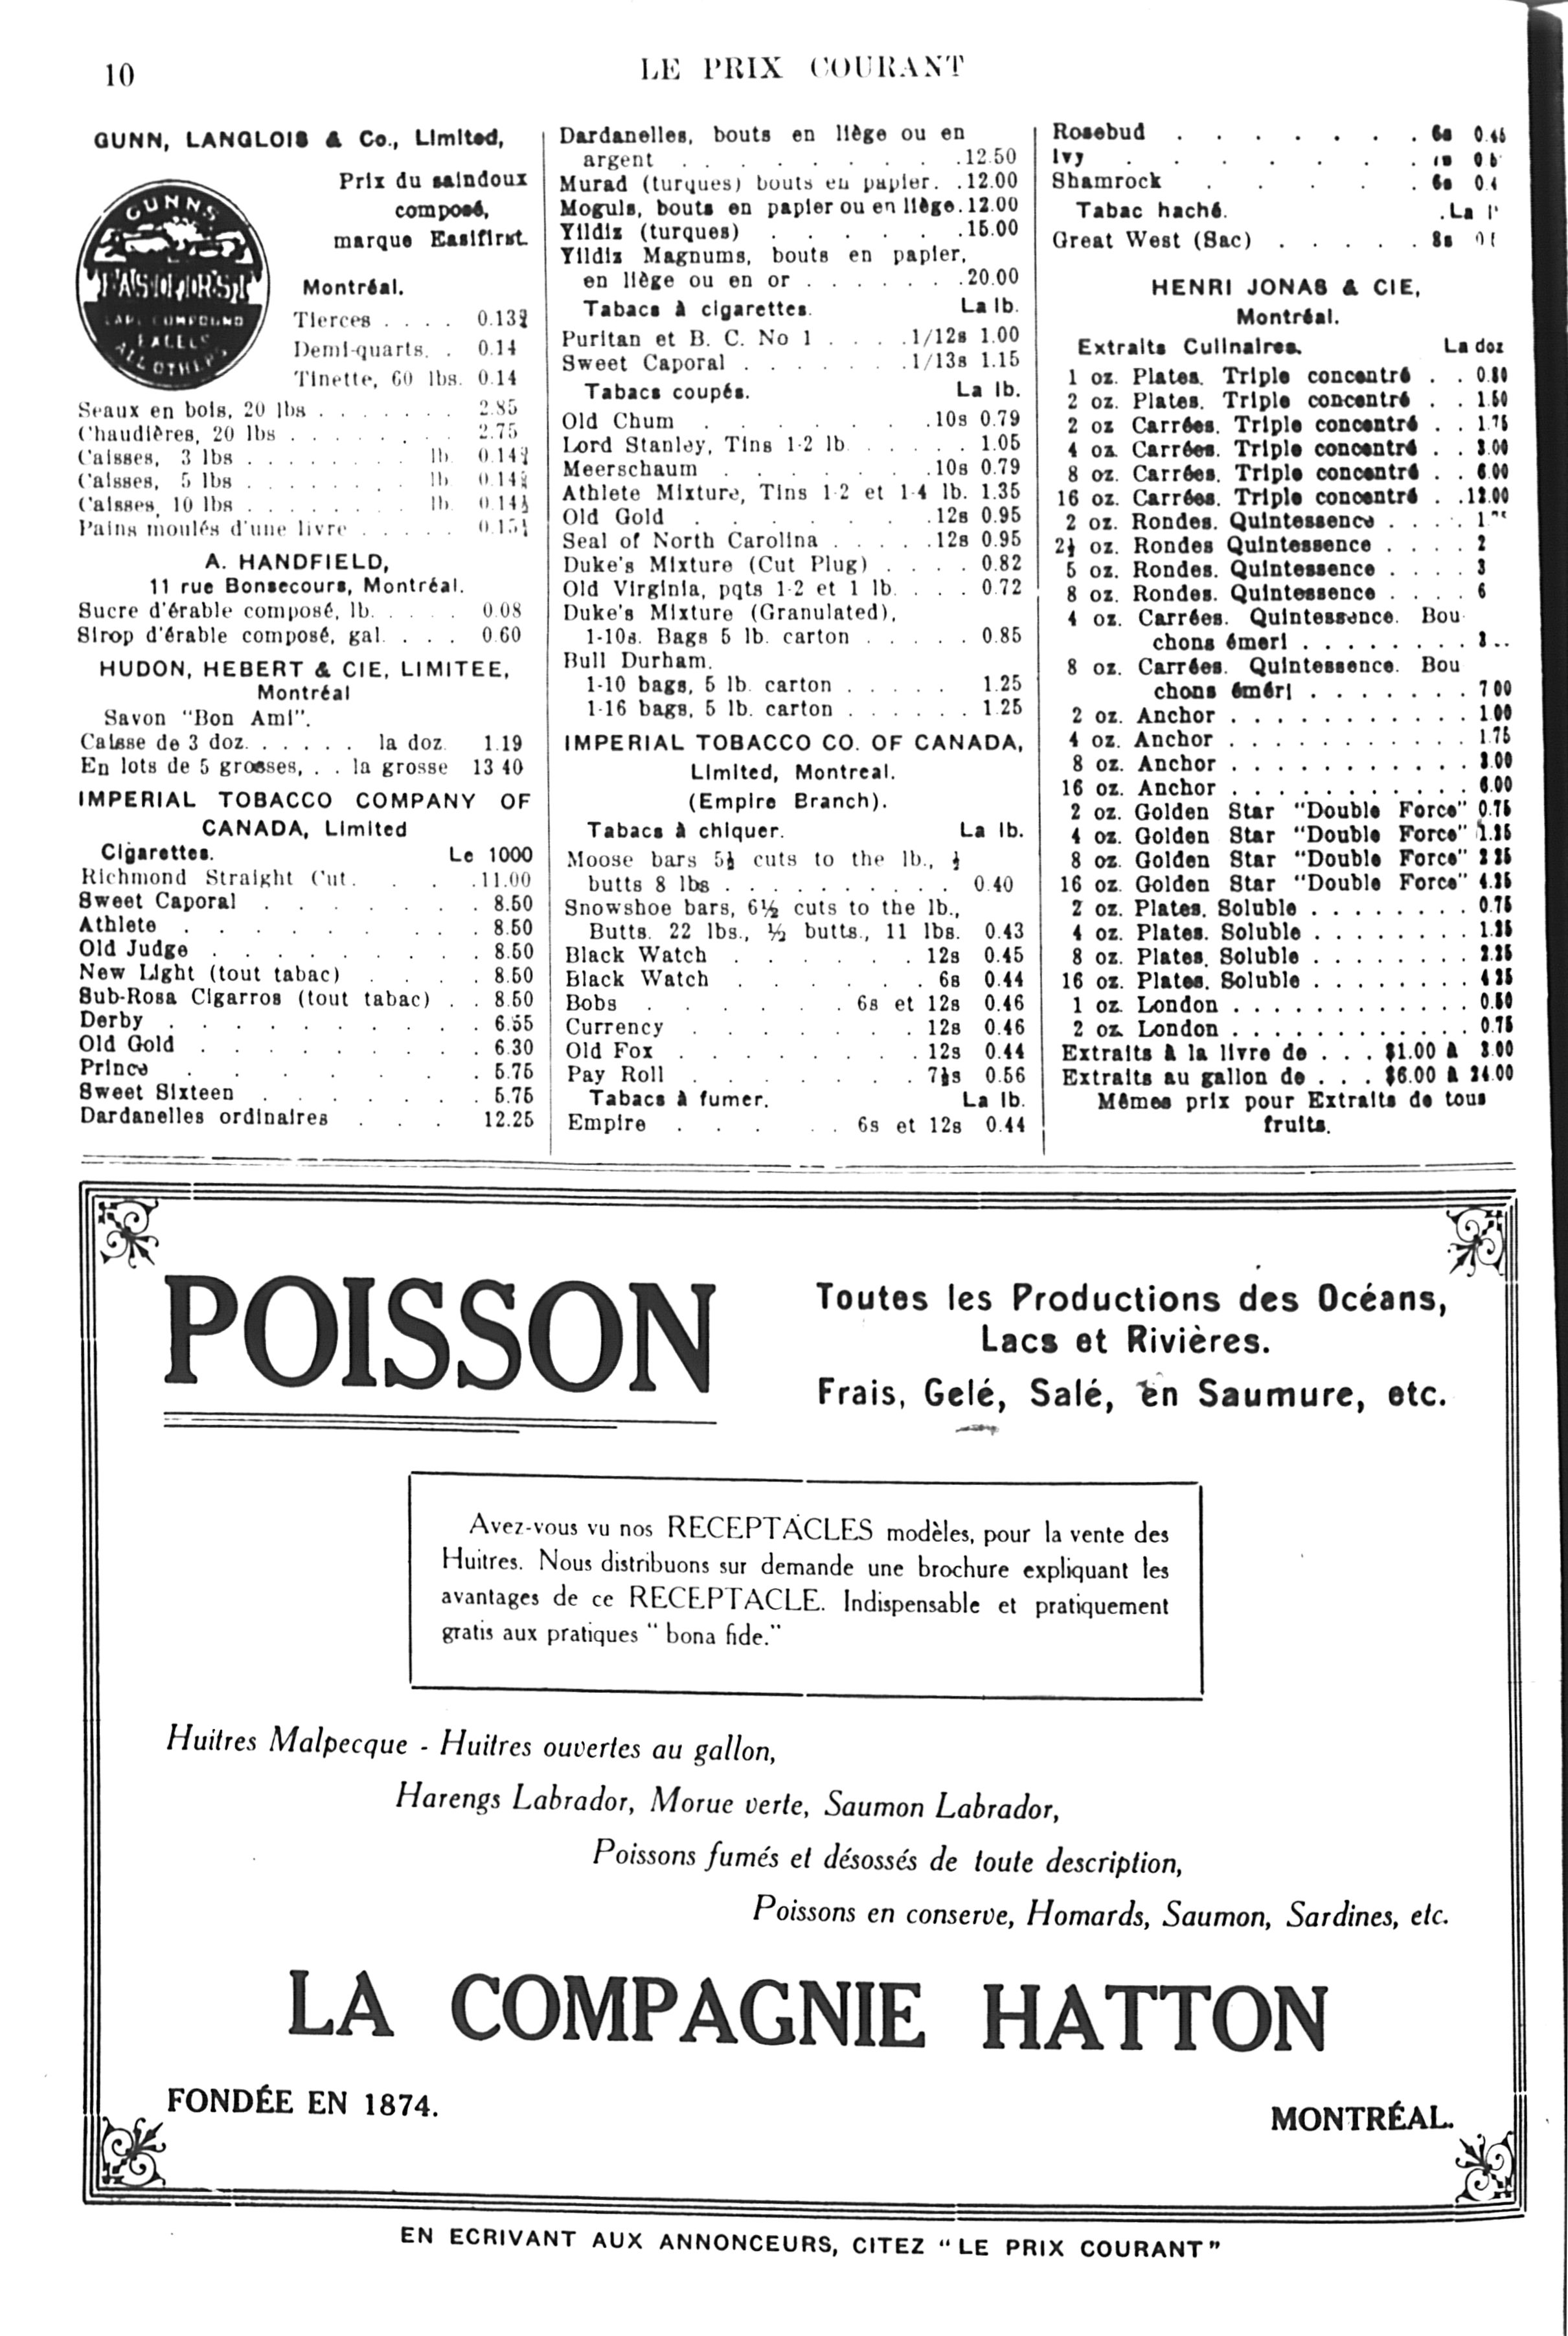 10
LE PRIX COURANT
GUNN, LANGLOIS & Co., Limited,
Prix du saindoux
composé,
marque Easifirst.
GUNNS
EASIFIRST
LARD COMPOUND
EXCELS
ALL OTHERS
Montréal.
Tierces . . . . 0.13¾
Demi-quarts. . 0.14
Tinette, 60 lbs. 0.14
Seaux en bois, 20 lbs . . . . . . . 2.85
Chaudières, 20 lbs . . . . . . . . 2.75
Caisses, 3 lbs . . . . . . . . lb.
Caisses, 5 lbs . . . . . . . . lb.
Caisses, 10 lbs . . . . . . . . lb.
Pains moulés d'une livre . . . . .
A. HANDFIELD,
11 rue Bonsecours, Montréal.
Sucre d'érable composé, lb. . . . . 0.08
Sirop d'érable composé, gal. . . . 0.60
HUDON, HEBERT & CIE, LIMITEE,
Montréal
Savon "Bon Ami".
Caisse de 3 doz. . . . . . la doz. 1.19
En lots de 5 grosses, . . la grosse 13 40
IMPERIAL TOBACCO COMPANY OF
CANADA, Limited
Cigarettes. Le 1000
Richmond Straight Cut. . . .11.00
Sweet Caporal . . . . . . . 8.50
Athlete . . . . . . . . . 8.50
Old Judge . . . . . . . . 8.50
New Light (tout tabac) . . . . 8.50
Sub-Rosa Cigarros (tout tabac) . . 8.50
Derby . . . . . . . . . . 6.55
Old Gold . . . . . . . . . 6.30
Prince . . . . . . . . . 5.75
Sweet Sixteen . . . . . . . 5.75
Dardanelles ordinaires . . . 12.25
Dardanelles, bouts en liège ou en
argent . . . . . . . . .12.50
Murad (turques) bouts en papier. .12.00
Moguls, bouts en papier ou en liège.12.00
Yildiz (turques) . . . . . .15.00
Yildiz Magnums, bouts en papier,
en liège ou en or . . . . . . .20.00
Tabacs à cigarettes. La lb.
Puritan et B. C. No 1 . . . .1/12s 1.00
Sweet Caporal . . . . . . .1/13s 1.15
Tabacs coupés. La lb.
Old Chum . . . . . . .10s 0.79
Lord Stanley, Tins 1-2 lb. . . . . . 1.05
Meerschaum . . . . . . .10s 0.79
Athlete Mixture, Tins 1-2 et 1-4 lb. 1.35
Old Gold . . . . . . . .12s 0.95
Seal of North Carolina . . . . .12s 0.95
Duke's Mixture (Cut Plug) . . . . 0.82
Old Virginia, pqts 1-2 et 1 lb. . . . 0.72
Duke's Mixture (Granulated),
1-10s. Bags 5 lb. carton . . . . . 0.85
Bull Durham.
1-10 bags, 5 lb. carton . . . . . 1.25
1-16 bags, 5 lb. carton . . . . . . 1.25
IMPERIAL TOBACCO CO. OF CANADA,
Limited, Montreal.
(Empire Branch).
Tabacs à chiquer. La lb.
Moose bars 5½ cuts to the lb., ½
butts 8 lbs . . . . . . . . . . 0.40
Snowshoe bars, 6½ cuts to the lb.,
Butts. 22 lbs., ½ butts., 11 lbs. 0.43
Black Watch . . . . . . 12s 0.45
Black Watch . . . . . . 6s 0.44
Bobs . . . . . 6s et 12s 0.46
Currency . . . . . . . 12s 0.46
Old Fox . . . . . . . . 12s 0.44
Pay Roll . . . . . . . 7½s 0.56
Tabacs à fumer. La lb.
Empire . . . . . 6s et 12s 0.44
Rosebud . . . . . . . 6s 0.45
Ivy . . . . . . .
Shamrock . . . . . 6s
Tabac haché. .La
Great West (Sac) . . . . . 8s
HENRI JONAS & CIE,
Montréal.
Extraits Culinaires. La doz
1 oz. Plates. Triple concentré . . 0.80
2 oz. Plates. Triple concentré . . 1.50
2 oz Carrées. Triple concentré . . 1.75
4 oz. Carrées. Triple concentré . . 3.00
8 oz. Carrées. Triple concentré . . 6.00
16 oz. Carrées. Triple concentré . .12.00
2 oz. Rondes. Quintessence . . . .
2½ oz. Rondes Quintessence . . . . 2
5 oz. Rondes. Quintessence . . . . 3
8 oz. Rondes. Quintessence . . . . 6
4 oz. Carrées. Quintessence. Bou-
chons émeri . . . . . . . . .
8 oz. Carrées. Quintessence. Bou
chons émeri . . . . . . . . 7 00
2 oz. Anchor . . . . . . . . . . . 1.00
4 oz. Anchor . . . . . . . . . . . 1.75
8 oz. Anchor . . . . . . . . . . . 3.00
16 oz. Anchor . . . . . . . . . . . 6.00
2 oz. Golden Star "Double Force" 0.75
4 oz. Golden Star "Double Force" 1.25
8 oz. Golden Star "Double Force" 2 25
16 oz. Golden Star "Double Force" 4.25
2 oz. Plates. Soluble . . . . . . . . 0.75
4 oz. Plates. Soluble . . . . . . . . 1.25
8 oz. Plates. Soluble . . . . . . . . 2.25
16 oz. Plates. Soluble . . . . . . . . 4 25
1 oz. London . . . . . . . . . . . . 0.50
2 oz. London . . . . . . . . . . . . 0.75
Extraits à la livre de . . . $1.00 à 3.00
Extraits au gallon de . . . $6.00 à 24.00
Mêmes prix pour Extraits de tous
fruits.
POISSON
Toutes les Productions des Océans,
Lacs et Rivières.
Frais, Gelé, Salé, en Saumure, etc.
Avez-vous vu nos RECEPTACLES modèles, pour la vente des
Huitres. Nous distribuons sur demande une brochure expliquant les
avantages de ce RECEPTACLE. Indispensable et pratiquement
gratis aux pratiques "bona fide."
Huitres Malpecque - Huitres ouvertes au gallon,
Harengs Labrador, Morue verte, Saumon Labrador,
Poissons fumés et désossés de toute description,
Poissons en conserve, Homards, Saumon, Sardines, etc.
LA COMPAGNIE HATTON
FONDÉE EN 1874.
MONTRÉAL.
EN ECRIVANT AUX ANNONCEURS, CITEZ "LE PRIX COURANT"